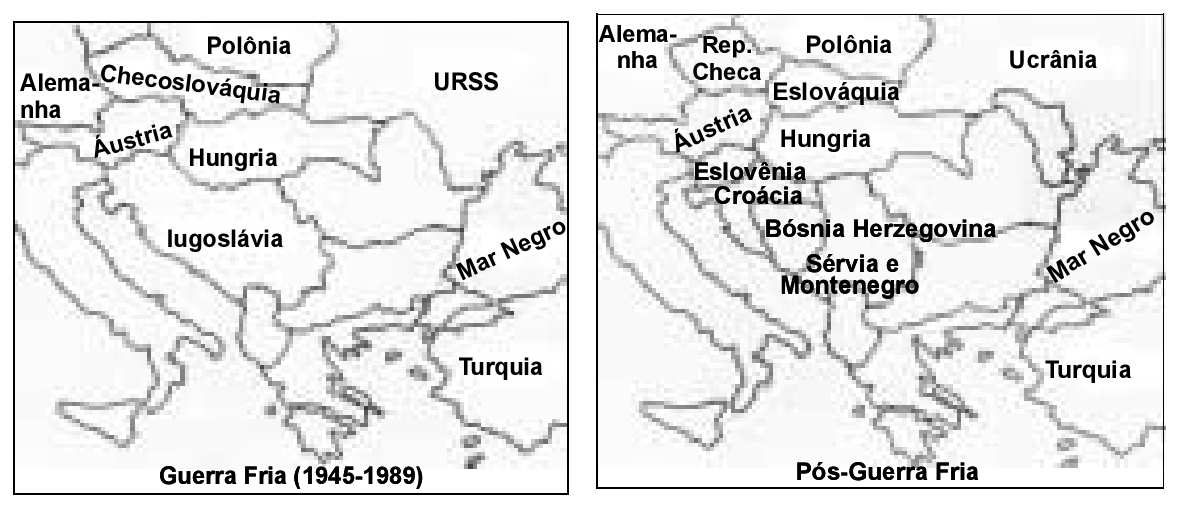 Polônia
Checoslováquia
Alema-
nha
URSS
Áustria
Hungria
Iugoslávia
Mar Negro
Turquia
Guerra Fria (1945-1989)
Alema-
nha
Rep.
Checa
Polônia
Ucrânia
Eslováquia
Áustria
Hungria
Eslovênia
Croácia
Bósnia Herzegovina
Sérvia e
Montenegro
Mar Negro
Turquia
Pós-Guerra Fria